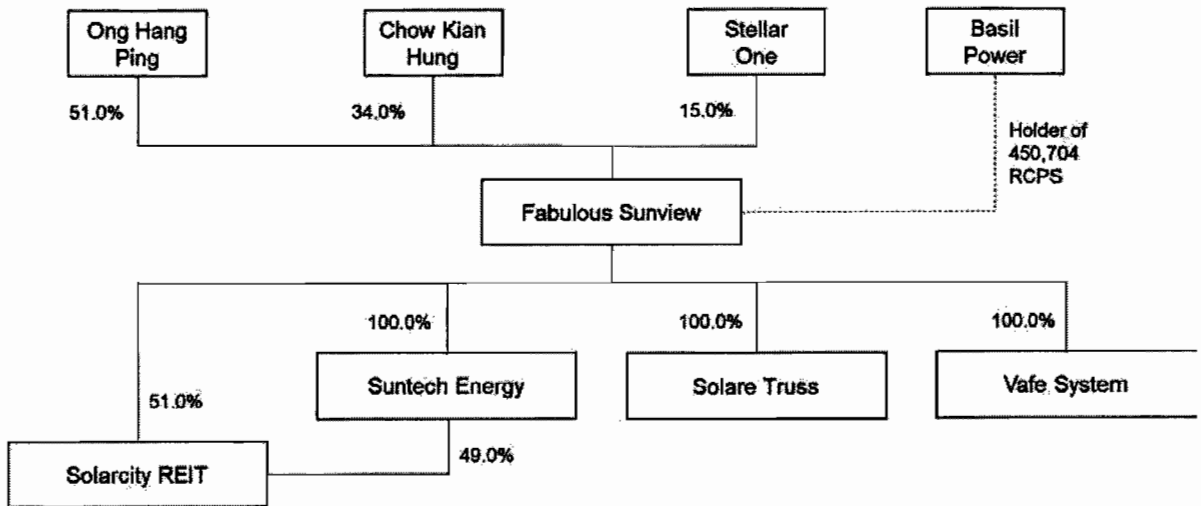 Ong Hang
Ping
Chow Kian
Hung
Stellar
One
Basil
Power
51.0%
34.0%
15.0%
Holder of
450,704
RCPS
Fabulous Sunview
100.0%
100.0%
100.0%
Suntech Energy
Solare Truss
Vafe System
51.0%
49.0%
Solarcity REIT